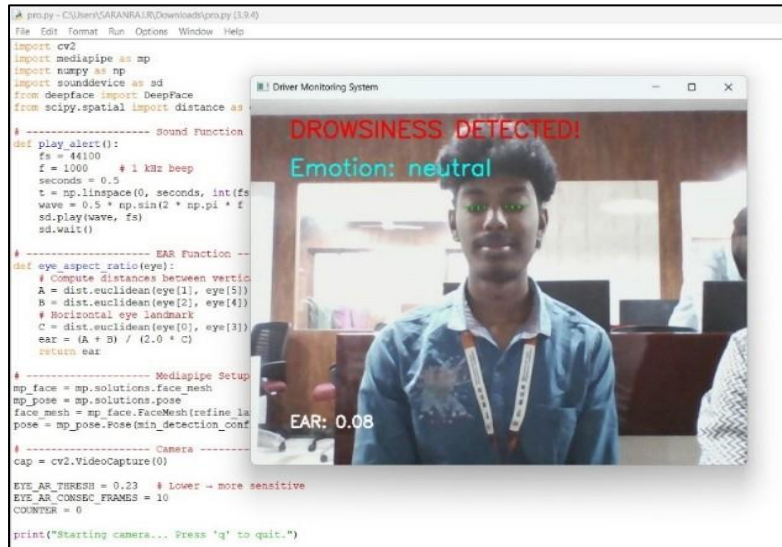 pro.py - C:\Users\SARANRAJ.R\Downloads\pro.py (3.9.4)
File Edit Format Run Options Window Help
import cv2
import mediapipe as mp
import numpy as np
import sounddevice as sd
from deepface import DeepFace
from scipy.spatial import distance as
# ------------------- Sound Function
def play_alert():
    fs = 44100
    f = 1000     # 1 kHz beep
    seconds = 0.5
    t = np.linspace(0, seconds, int(fs
    wave = 0.5 * np.sin(2 * np.pi * f
    sd.play(wave, fs)
    sd.wait()
# ------------------- EAR Function --
def eye_aspect_ratio(eye):
    # Compute distances between vertic
    A = dist.euclidean(eye[1], eye[5])
    B = dist.euclidean(eye[2], eye[4])
    # Horizontal eye landmark
    C = dist.euclidean(eye[0], eye[3])
    ear = (A + B) / (2.0 * C)
    return ear
# ------------------- Mediapipe Setup
mp_face = mp.solutions.face_mesh
mp_pose = mp.solutions.pose
face_mesh = mp_face.FaceMesh(refine_la
pose = mp_pose.Pose(min_detection_conf
# ------------------- Camera --------
cap = cv2.VideoCapture(0)
EYE_AR_THRESH = 0.23   # Lower → more sensitive
EYE_AR_CONSEC_FRAMES = 10
COUNTER = 0
print("Starting camera... Press 'q' to quit.")
Driver Monitoring System
DROWSINESS DETECTED!
Emotion: neutral
EAR: 0.08